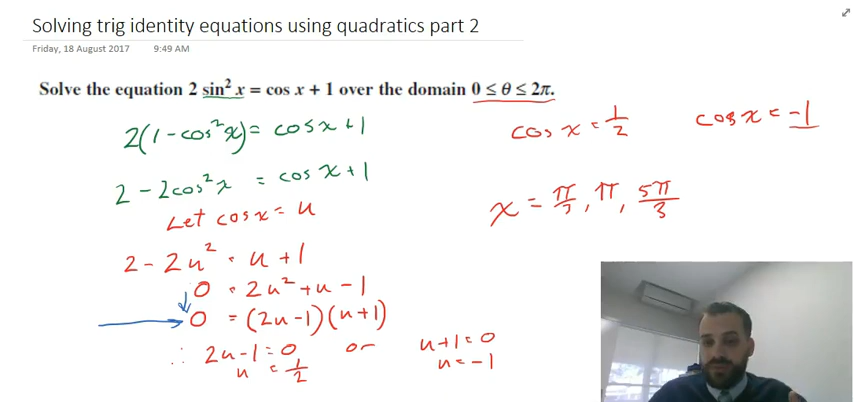 Solving trig identity equations using quadratics part 2
Friday, 18 August 2017 9:49 AM
Solve the equation 2 sin² x = cos x + 1 over the domain 0 ≤ θ ≤ 2π.
2(1 - cos²x) = cosx + 1
2 - 2cos²x = cos x + 1
Let cosx = u
2 - 2u² = u + 1
0 = 2u² + u - 1
0 = (2u - 1)(u + 1)
∴ 2u - 1 = 0 or u + 1 = 0
u = 1/2 u = -1
cos x = 1/2 cos x = -1
x = π/3, π, 5π/3